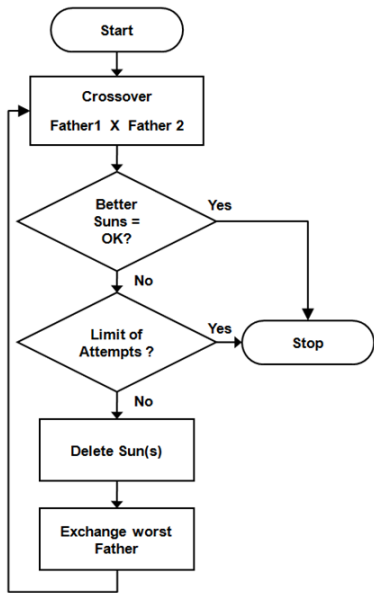 Start
Crossover
Father1 X Father 2
Better
Suns =
OK?
Yes
No
Limit of
Attempts ?
Yes
Stop
No
Delete Sun(s)
Exchange worst
Father